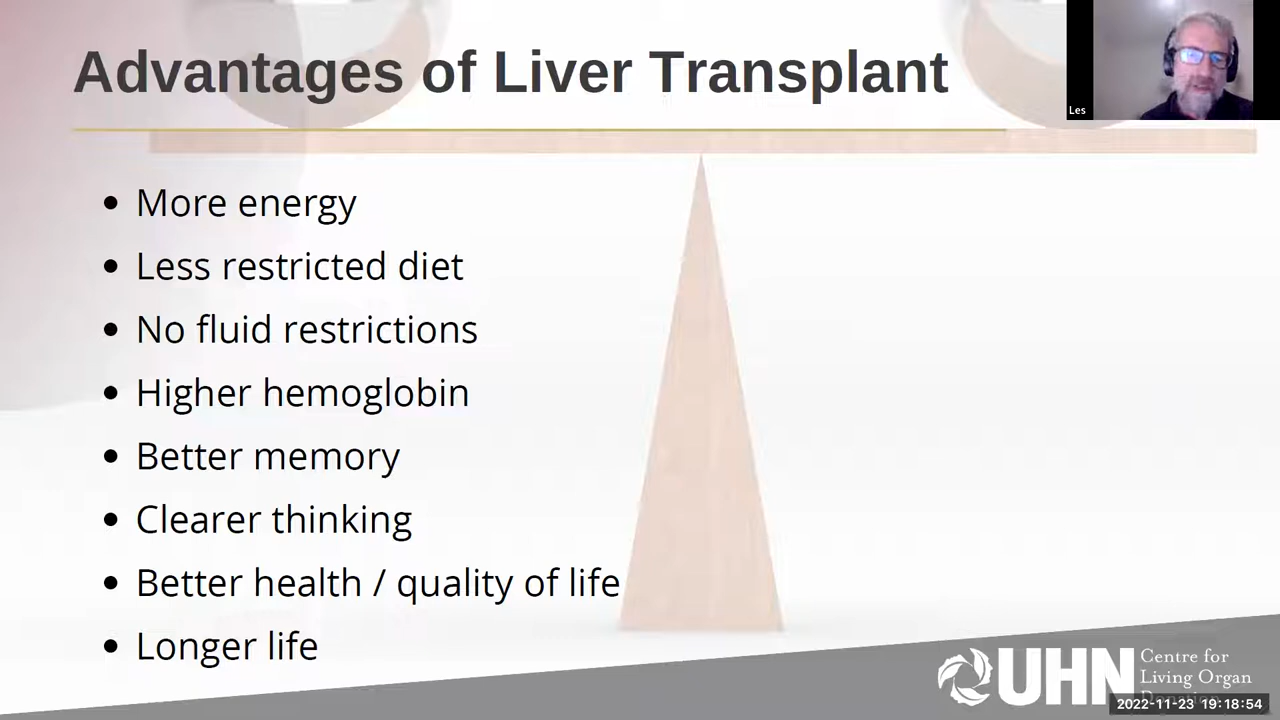 Advantages of Liver Transplant
Les
• More energy
• Less restricted diet
• No fluid restrictions
• Higher hemoglobin
• Better memory
• Clearer thinking
• Better health / quality of life
• Longer life
UHN
Centre for
Living Organ
Donation
2022-11-23 19:18:54